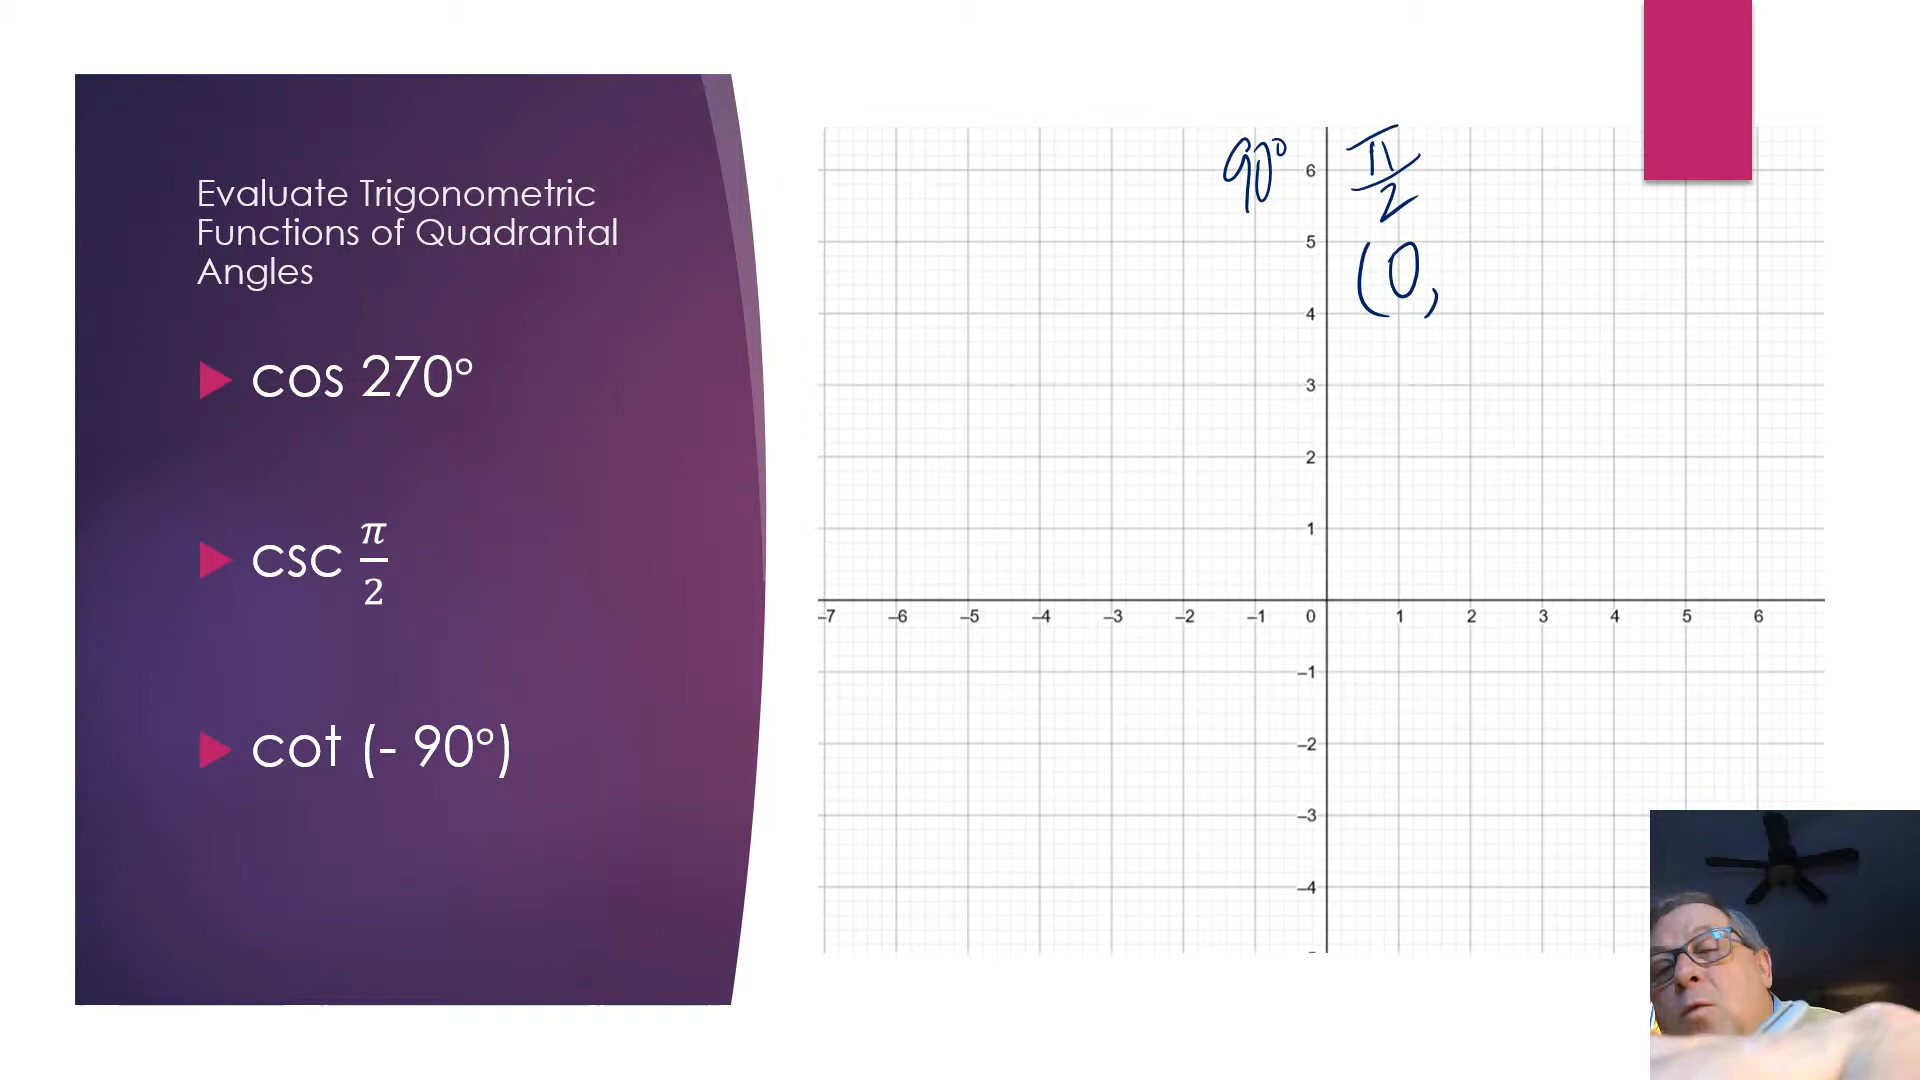 Evaluate Trigonometric
Functions of Quadrantal
Angles
cos 270°
csc π/2
cot (- 90°)
90° π/2
(0,
6
5
4
3
2
1
-7 -6 -5 -4 -3 -2 -1 0 1 2 3 4 5 6
-1
-2
-3
-4